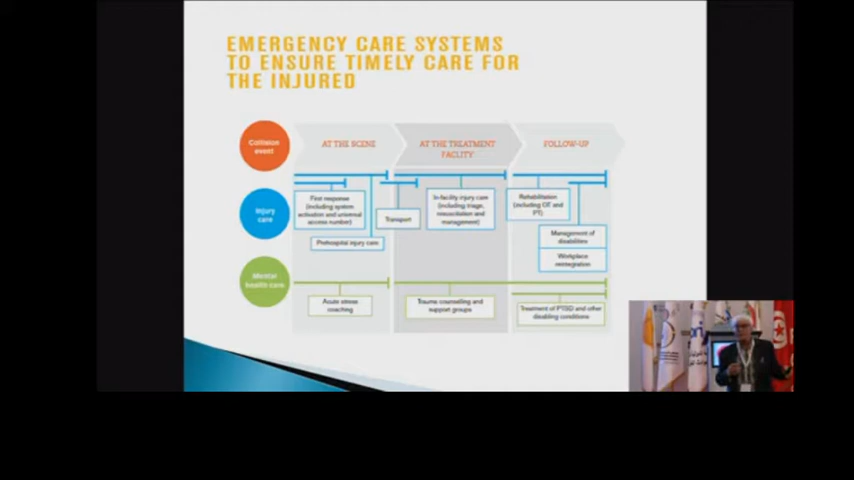 EMERGENCY CARE SYSTEMS
TO ENSURE TIMELY CARE FOR
THE INJURED
Collision
event
AT THE SCENE
AT THE TREATMENT
FACILITY
FOLLOW-UP
Injury
care
First response
(including system
activation and universal
access number)
Prehospital injury care
Transport
In-facility injury care
(including triage,
resuscitation and
management)
Rehabilitation
(including OT and
PT)
Management of
disabilities
Workplace
reintegration
Mental
health care
Acute stress
coaching
Trauma counselling and
support groups
Treatment of PTSD and other
disabling conditions